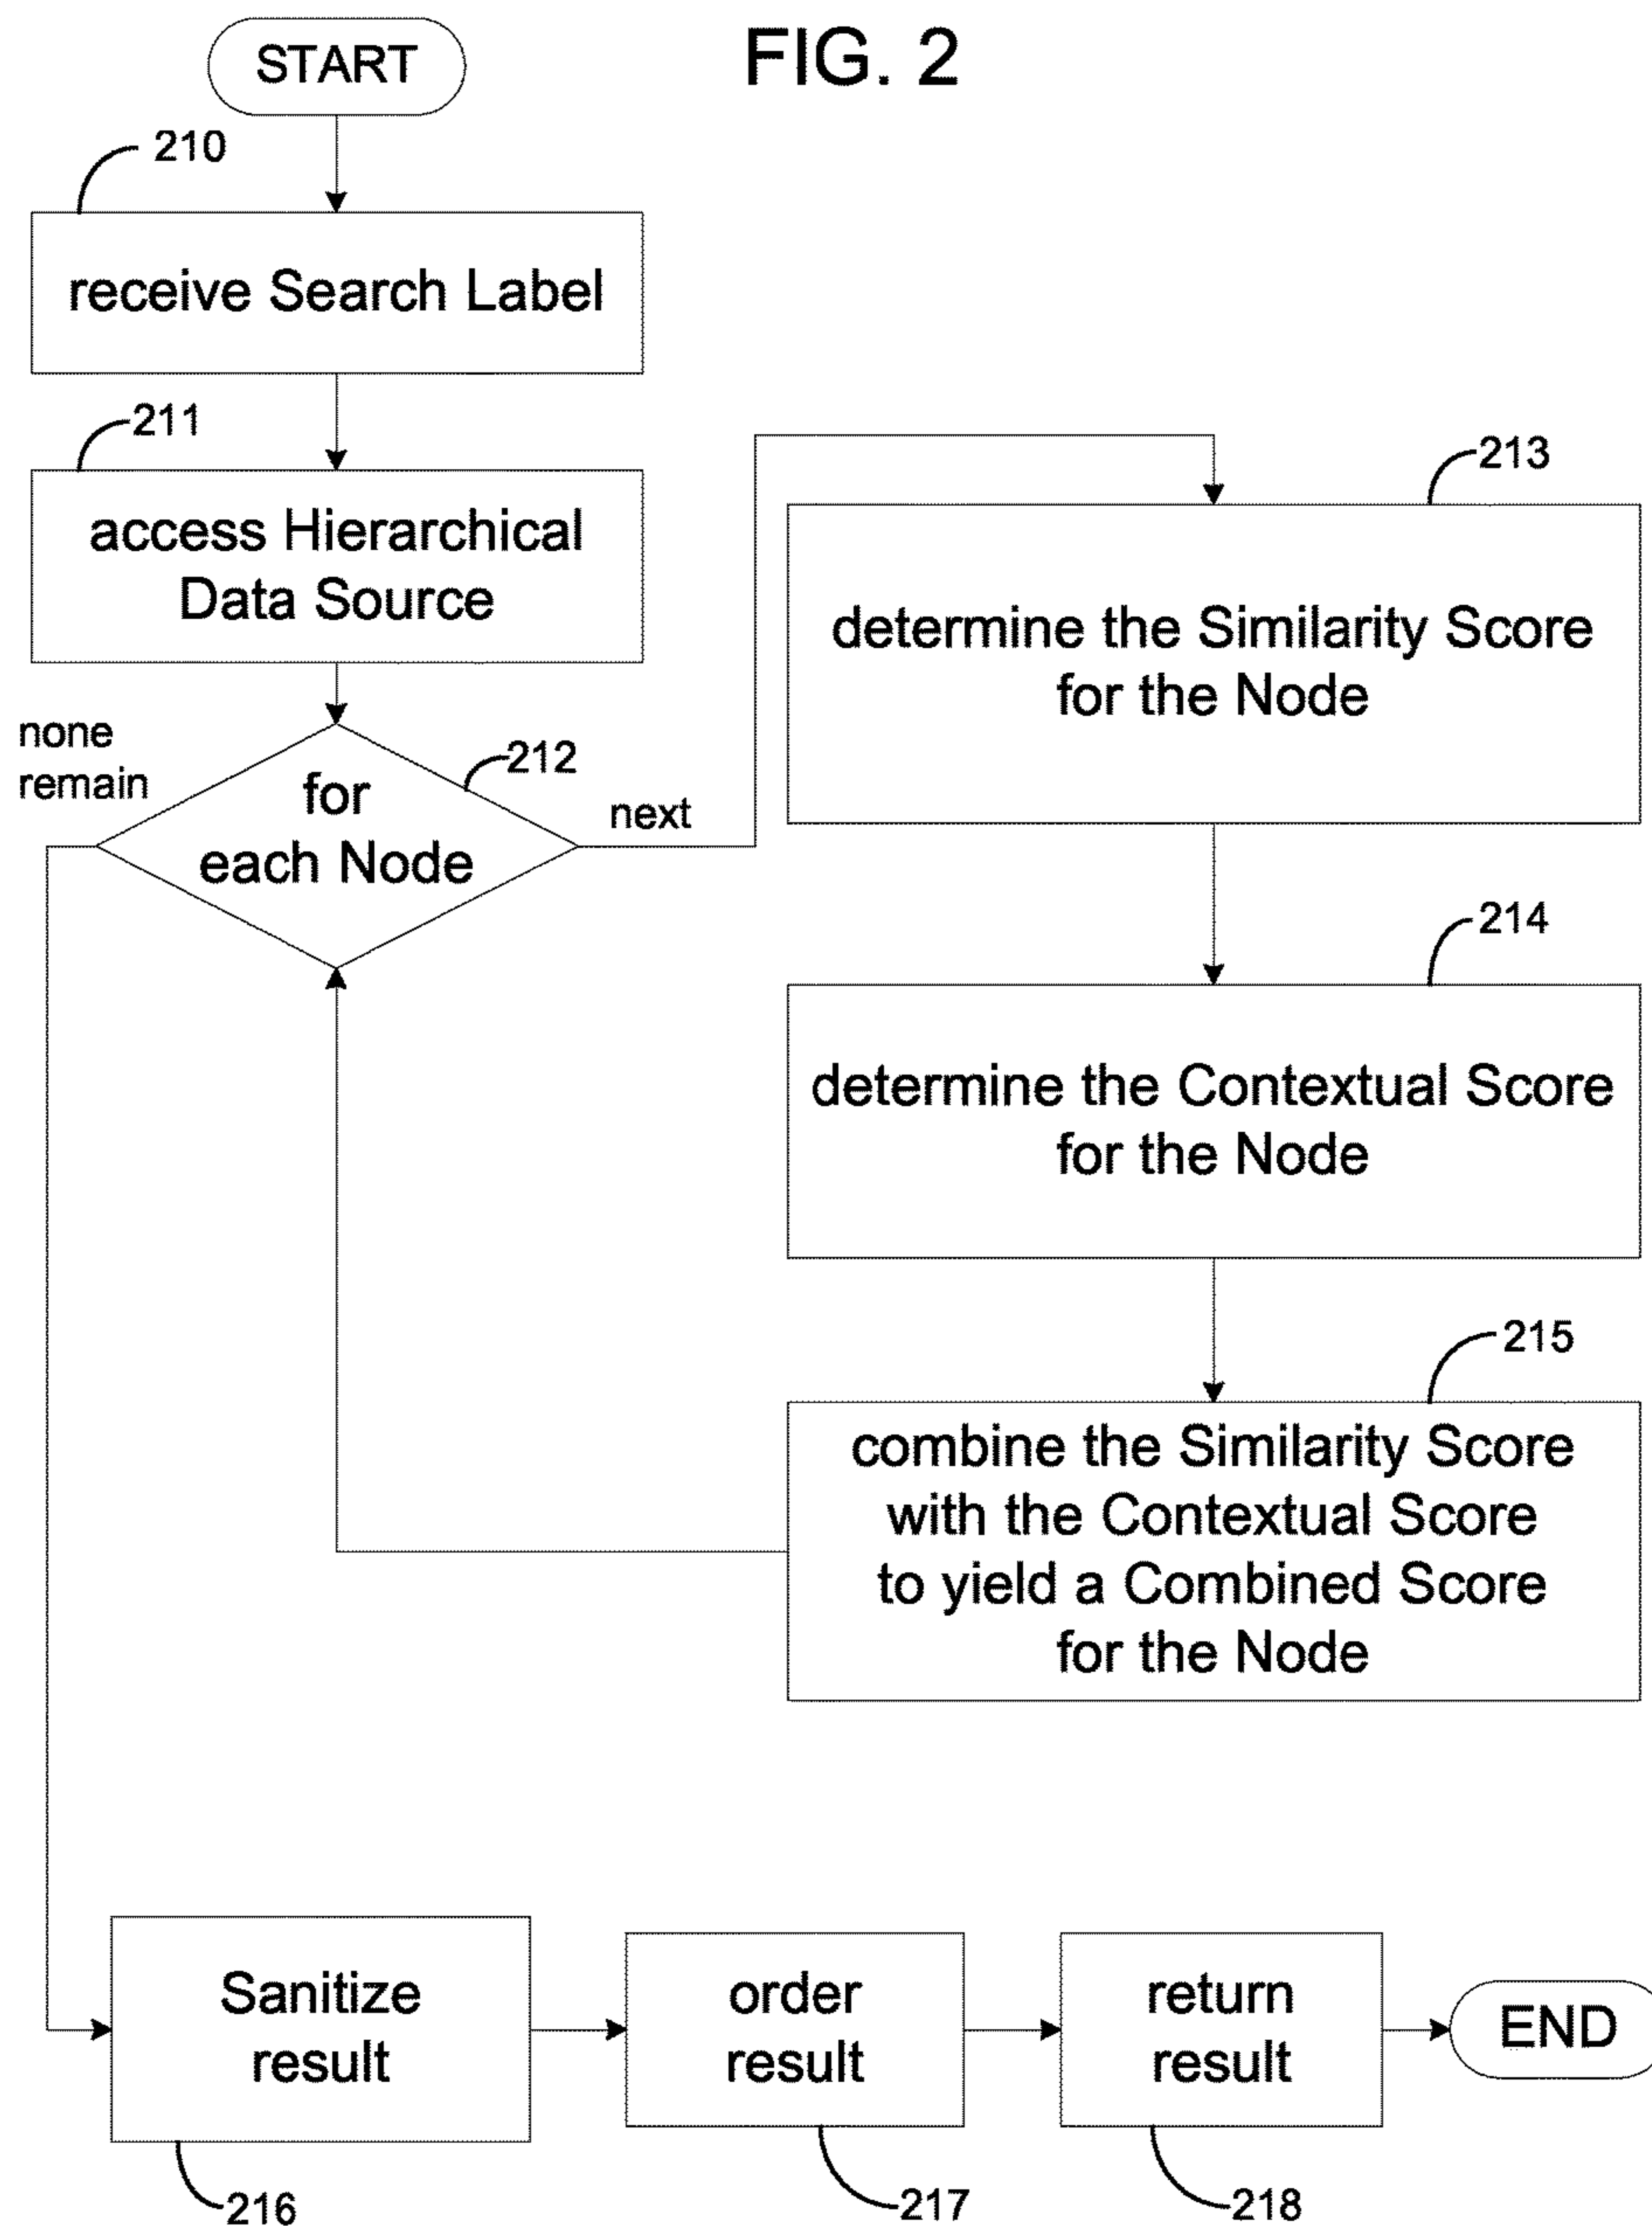 START
FIG. 2
210
receive Search Label
211
access Hierarchical
Data Source
none
remain
212
for
each Node
next
213
determine the Similarity Score
for the Node
214
determine the Contextual Score
for the Node
215
combine the Similarity Score
with the Contextual Score
to yield a Combined Score
for the Node
Sanitize
result
216
order
result
217
return
result
218
END